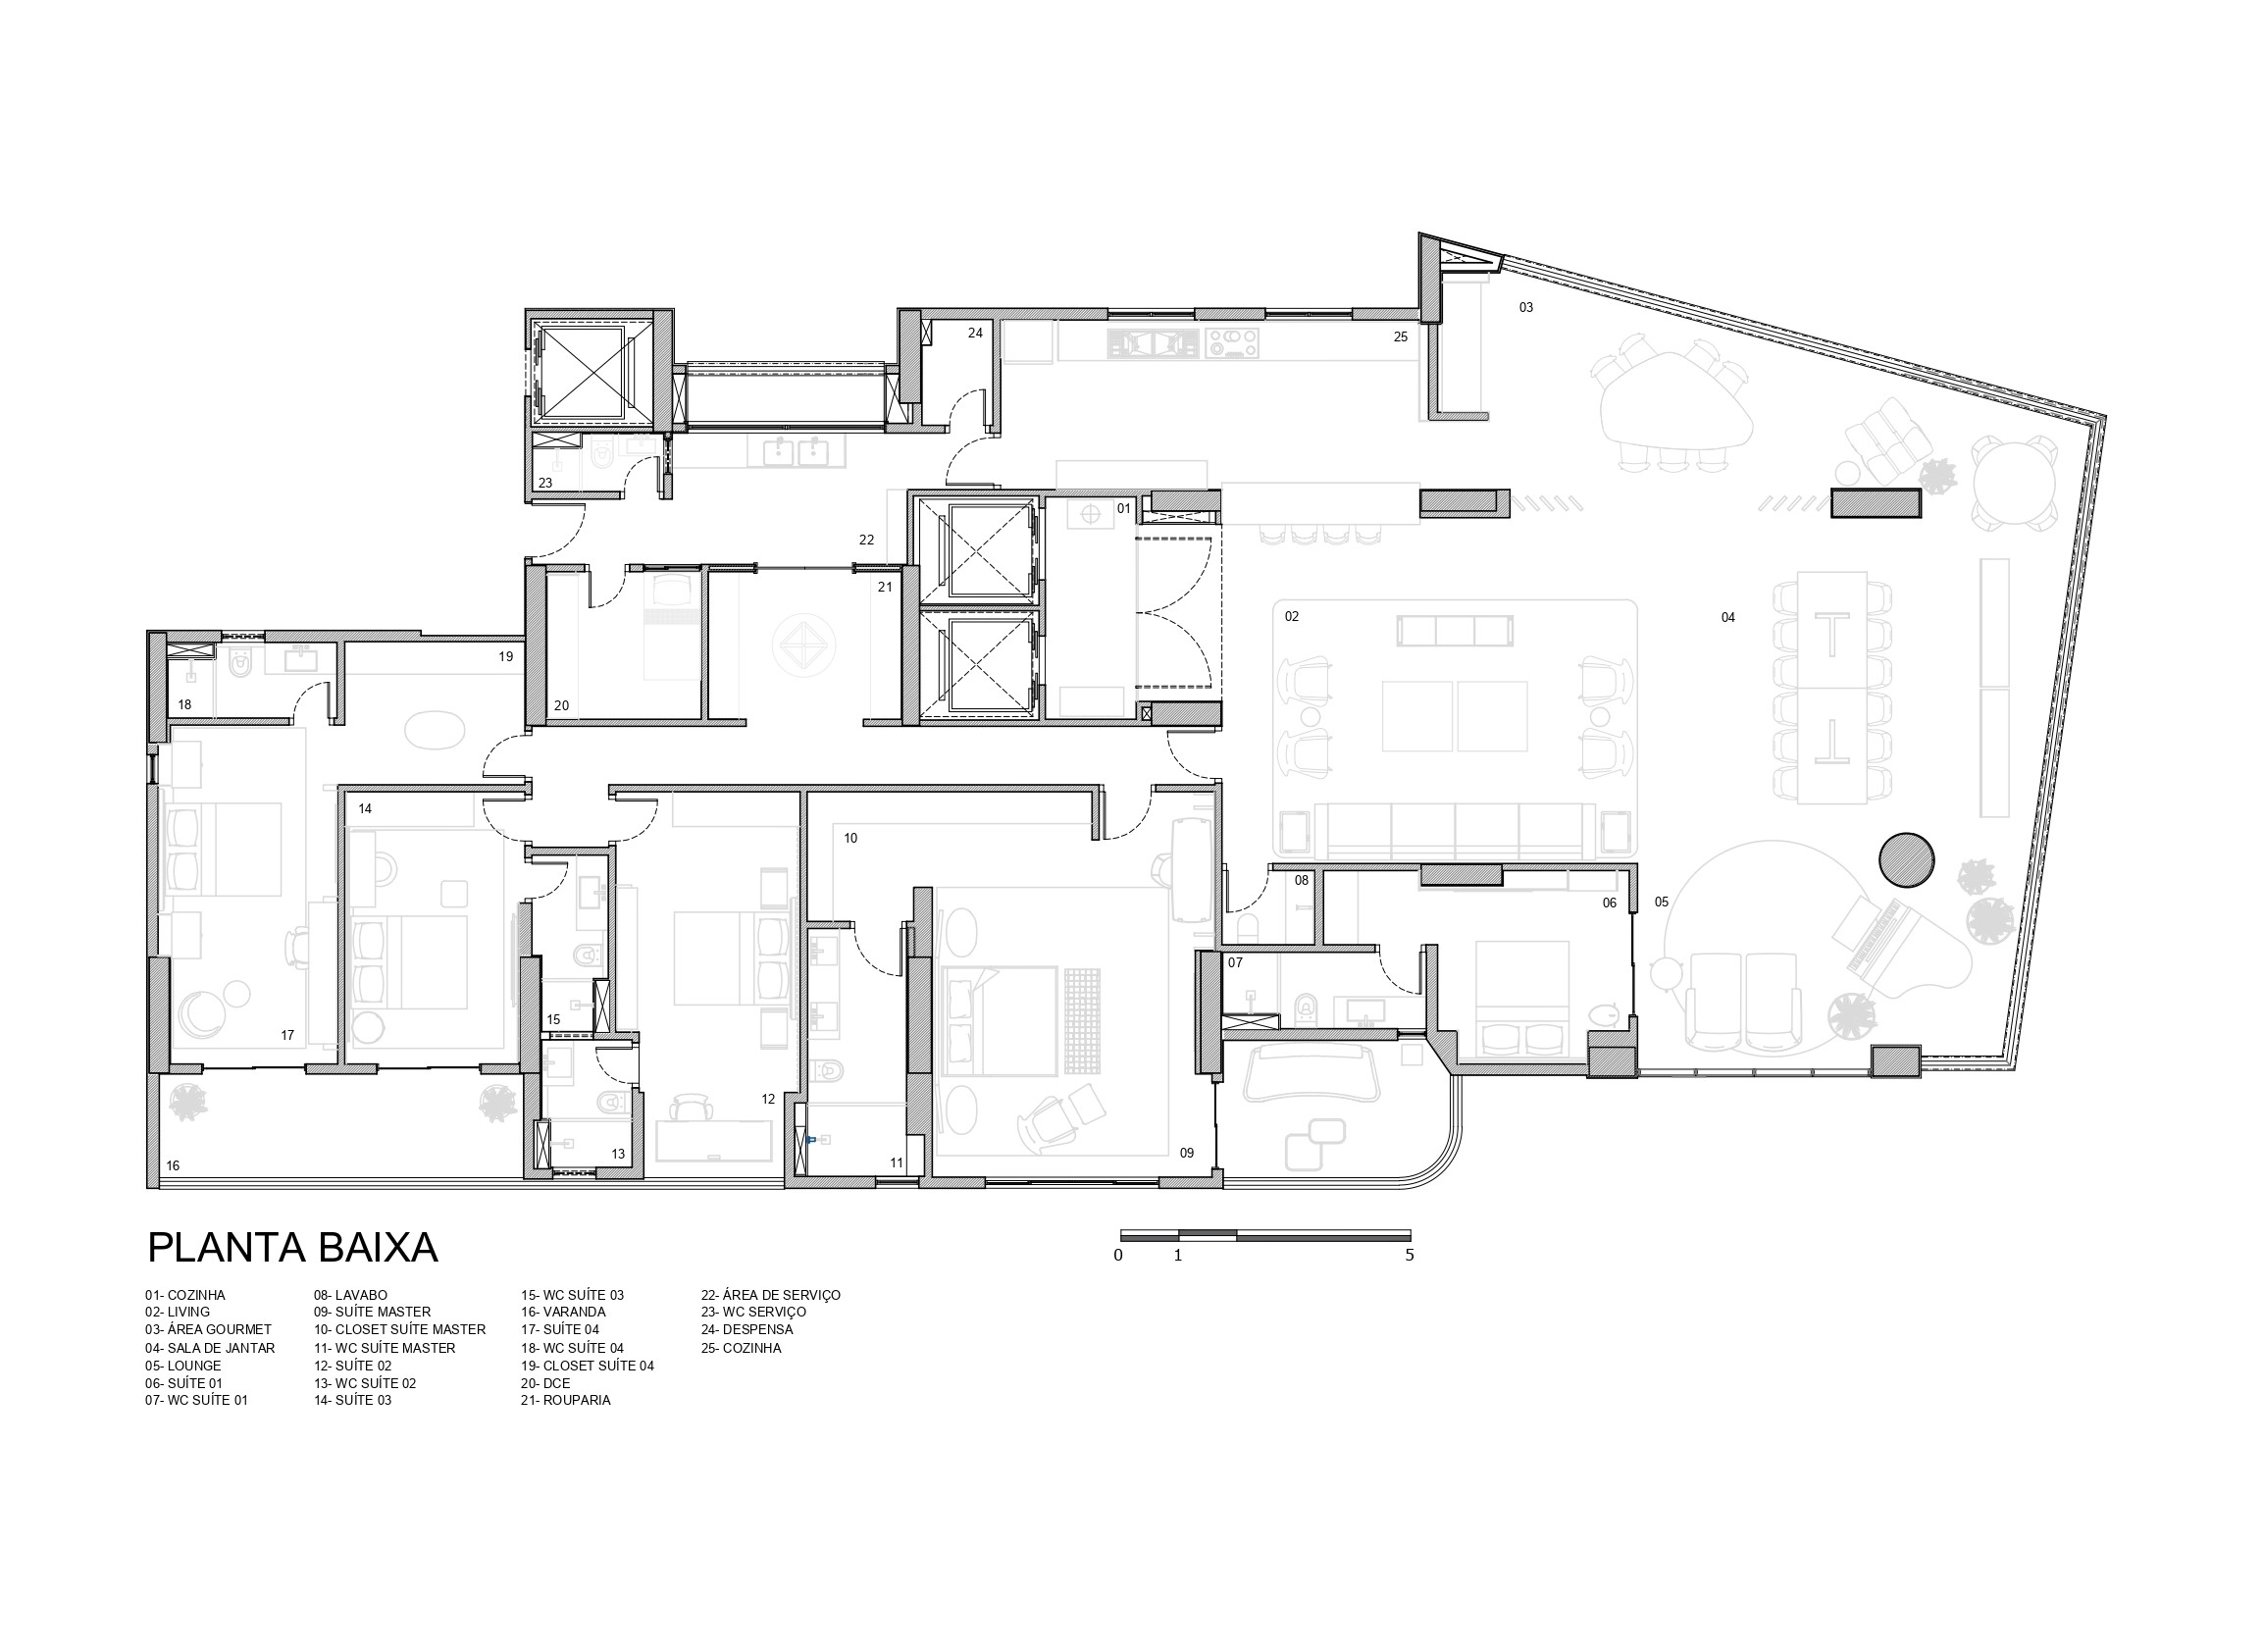 03
24
25
23
01
22
21
02
04
19
18
20
14
10
08
06
05
07
17
15
12
13
16
11
09
PLANTA BAIXA
0 1 5
01- COZINHA
02- LIVING
03- ÁREA GOURMET
04- SALA DE JANTAR
05- LOUNGE
06- SUÍTE 01
07- WC SUÍTE 01
08- LAVABO
09- SUÍTE MASTER
10- CLOSET SUÍTE MASTER
11- WC SUÍTE MASTER
12- SUÍTE 02
13- WC SUÍTE 02
14- SUÍTE 03
15- WC SUÍTE 03
16- VARANDA
17- SUÍTE 04
18- WC SUÍTE 04
19- CLOSET SUÍTE 04
20- DCE
21- ROUPARIA
22- ÁREA DE SERVIÇO
23- WC SERVIÇO
24- DESPENSA
25- COZINHA